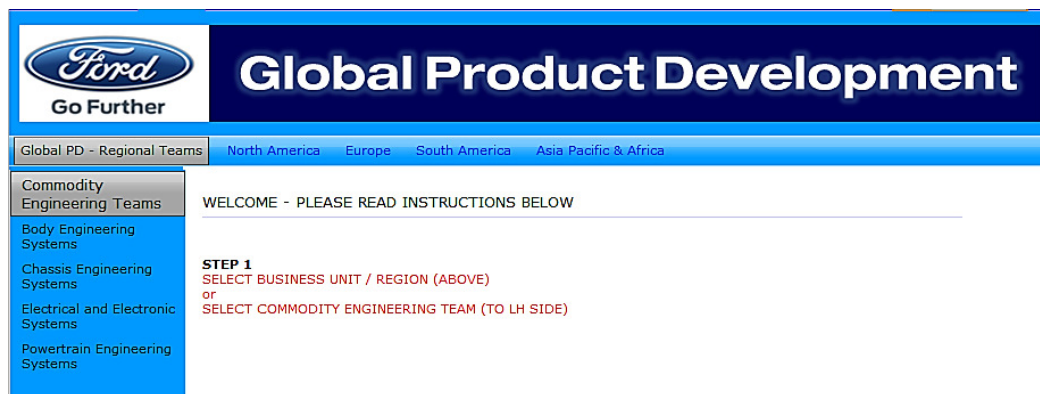 Ford
Go Further
Global Product Development
Global PD - Regional Teams North America Europe South America Asia Pacific & Africa
Commodity
Engineering Teams
Body Engineering
Systems
Chassis Engineering
Systems
Electrical and Electronic
Systems
Powertrain Engineering
Systems
WELCOME - PLEASE READ INSTRUCTIONS BELOW
STEP 1
SELECT BUSINESS UNIT / REGION (ABOVE)
or
SELECT COMMODITY ENGINEERING TEAM (TO LH SIDE)